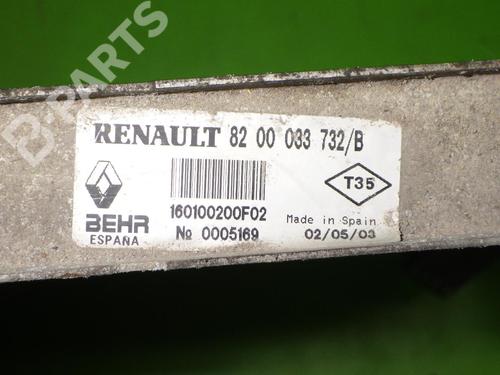 B-PARTS
RENAULT 82 00 033 732/B
160100200F02
T35
BEHR
ESPAÑA
№ 0005169
Made in Spain
02/05/03